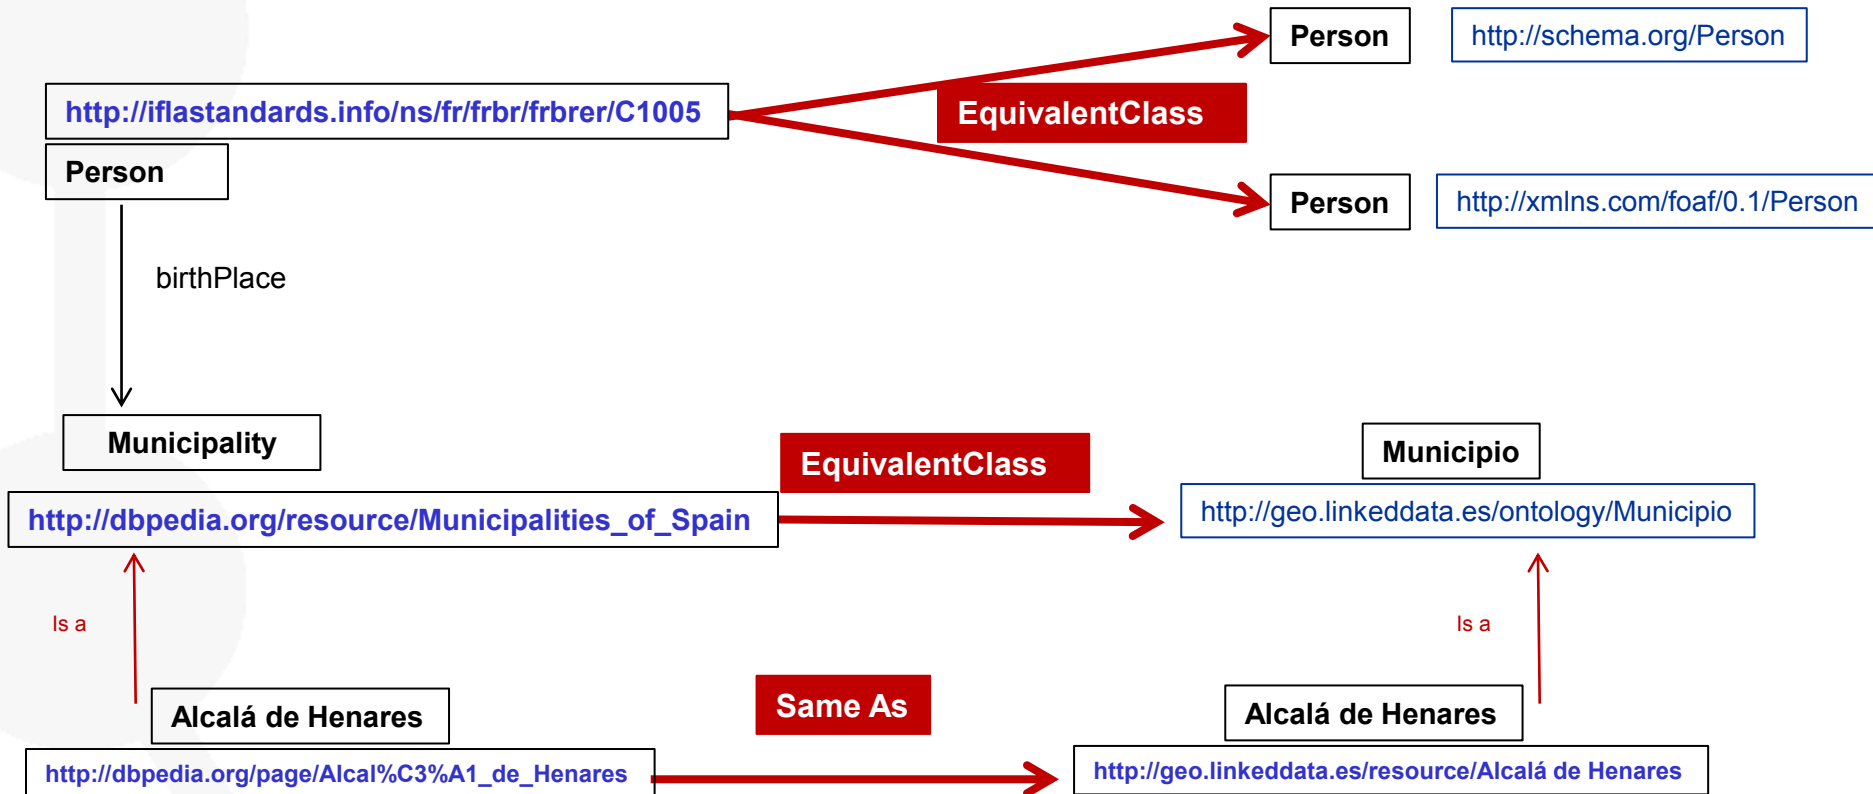 Person
http://schema.org/Person
http://iflastandards.info/ns/fr/frbr/frbrer/C1005
EquivalentClass
Person
Person
http://xmlns.com/foaf/0.1/Person
birthPlace
Municipality
EquivalentClass
Municipio
http://dbpedia.org/resource/Municipalities_of_Spain
http://geo.linkeddata.es/ontology/Municipio
Is a
Is a
Alcalá de Henares
Same As
Alcalá de Henares
http://dbpedia.org/page/Alcal%C3%A1_de_Henares
http://geo.linkeddata.es/resource/Alcalá de Henares